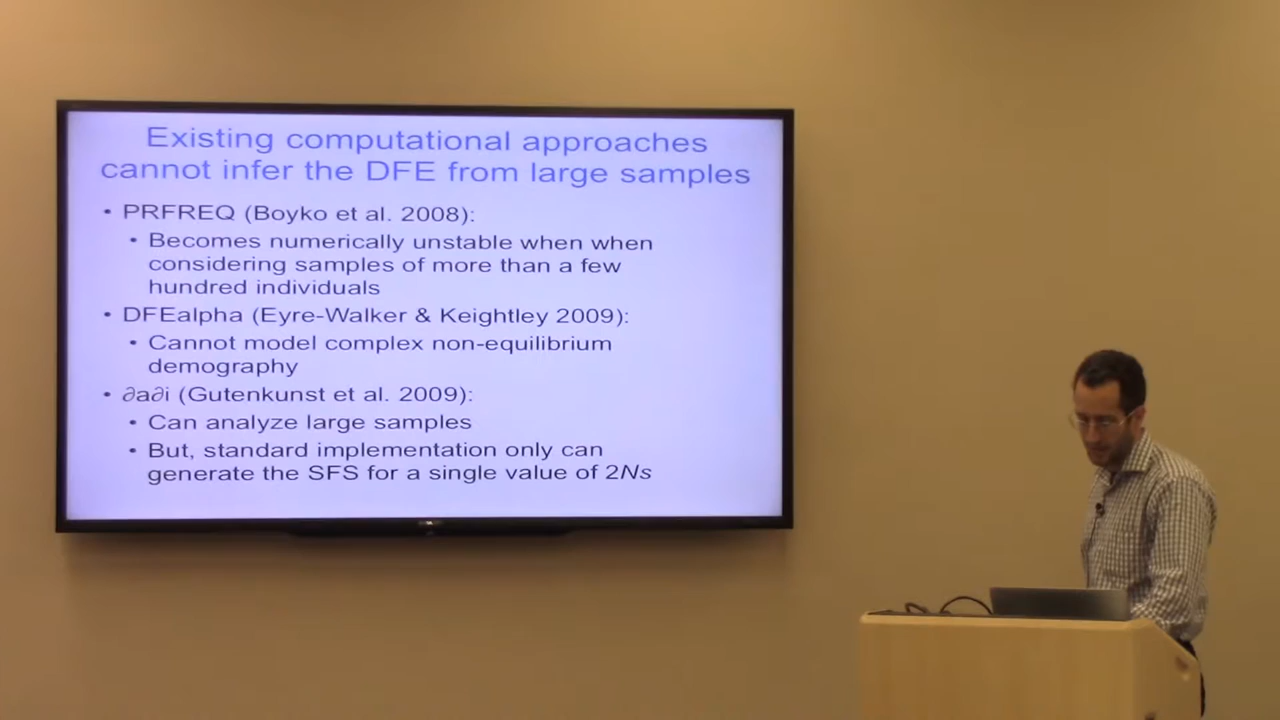 Existing computational approaches
cannot infer the DFE from large samples
• PRFREQ (Boyko et al. 2008):
• Becomes numerically unstable when when
considering samples of more than a few
hundred individuals
• DFEalpha (Eyre-Walker & Keightley 2009):
• Cannot model complex non-equilibrium
demography
• ∂a∂i (Gutenkunst et al. 2009):
• Can analyze large samples
• But, standard implementation only can
generate the SFS for a single value of 2Ns